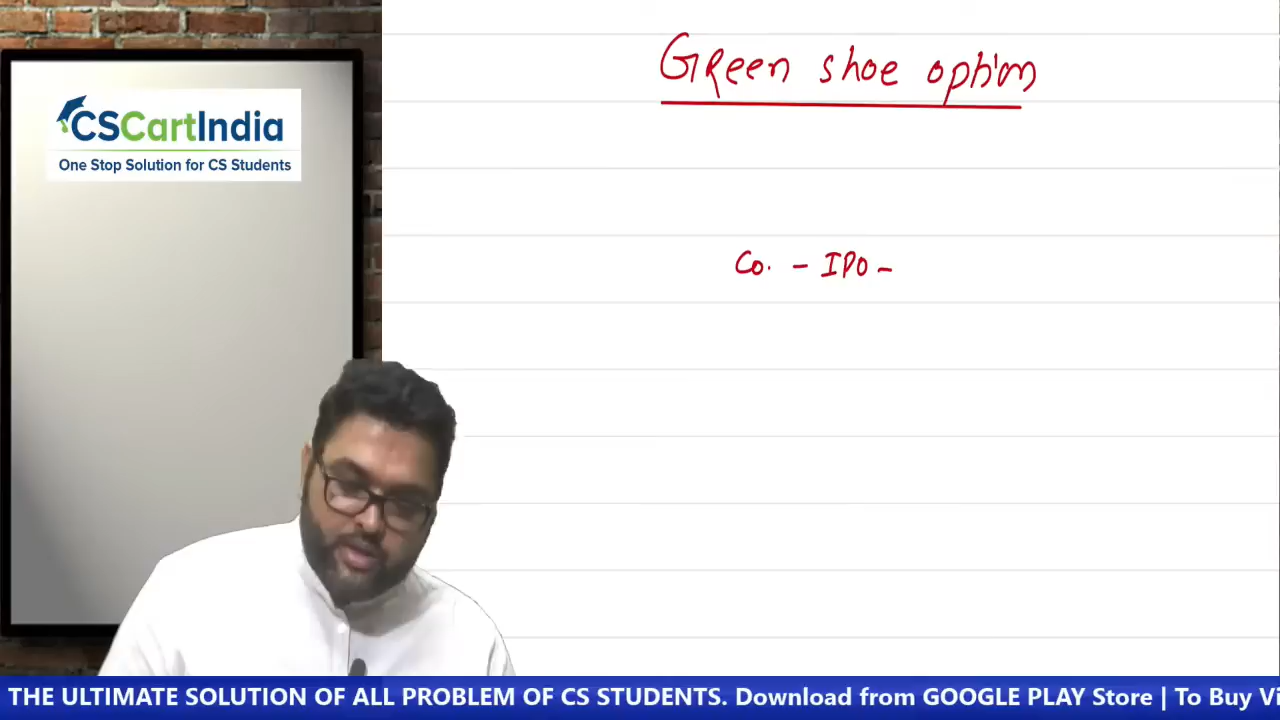 Green shoe option
CSCartIndia
One Stop Solution for CS Students
Co. - IPO -
THE ULTIMATE SOLUTION OF ALL PROBLEM OF CS STUDENTS. Download from GOOGLE PLAY Store | To Buy Vi